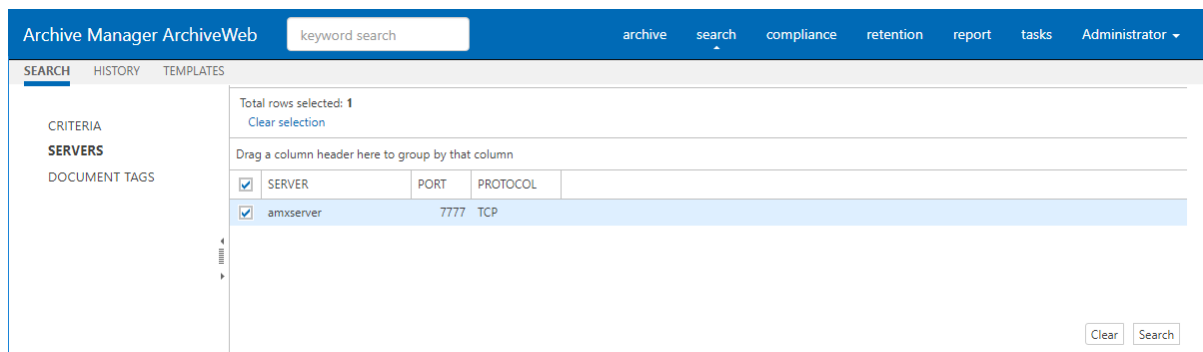 Archive Manager ArchiveWeb keyword search archive search compliance retention report tasks Administrator
SEARCH HISTORY TEMPLATES
Total rows selected: 1
Clear selection
CRITERIA
SERVERS
DOCUMENT TAGS
Drag a column header here to group by that column
SERVER PORT PROTOCOL
amxserver 7777 TCP
Clear Search